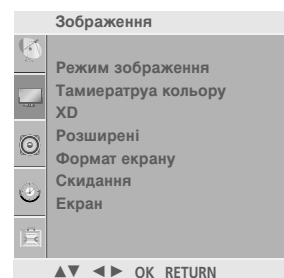 Зображення
Режим зображення
Тамиератруа кольору
XD
Розширені
Формат екрану
Скидання
Екран
▲▼ ◄► OK RETURN